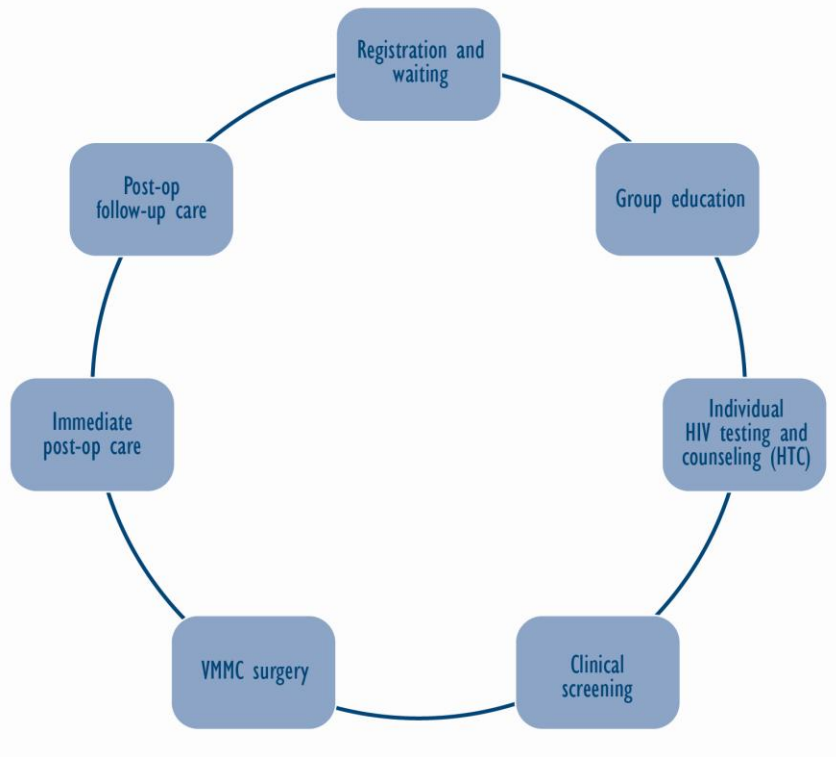 Registration and
waiting
Group education
Individual
HIV testing and
counseling (HTC)
Clinical
screening
VMMC surgery
Immediate
post-op care
Post-op
follow-up care